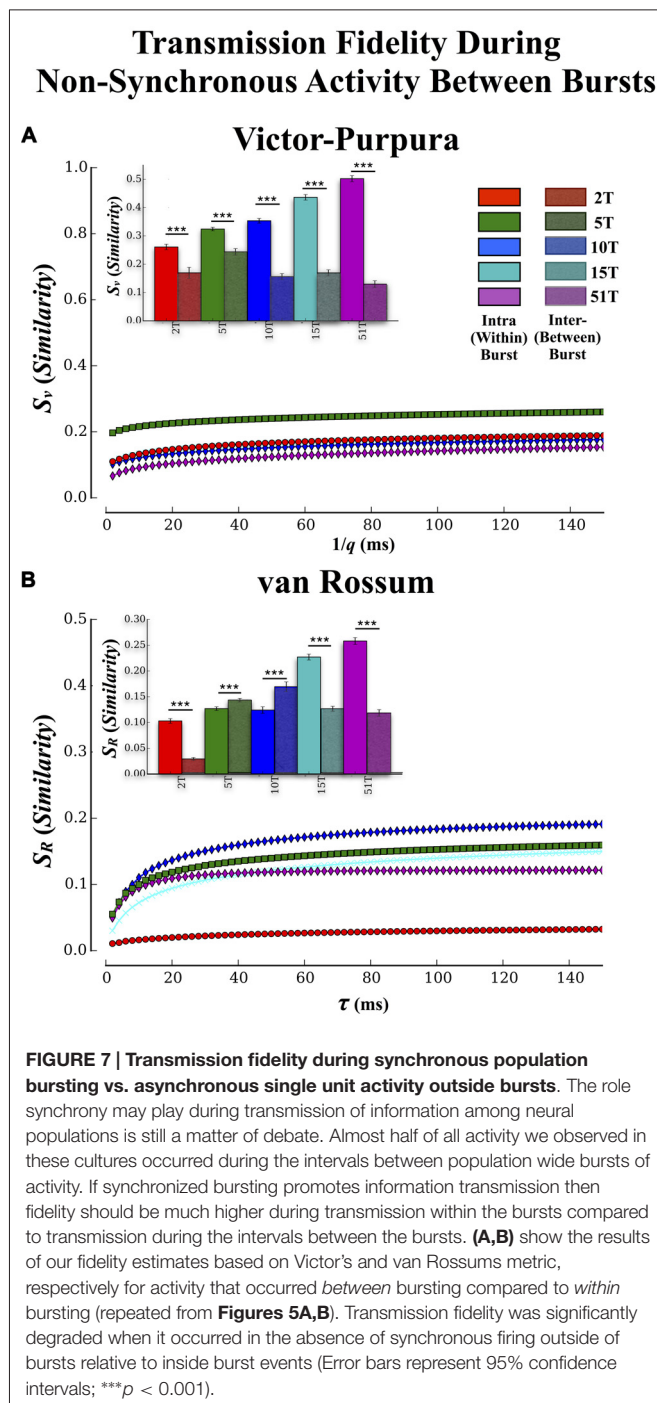 Transmission Fidelity During
Non-Synchronous Activity Between Bursts
A
Victor-Purpura
1.0
0.8
0.6
0.4
0.2
0.0
Sv (Similarity)
0.5
0.4
0.3
0.2
0.1
0.0
Sv (Similarity)
*** *** *** *** ***
2T 5T 10T 15T 51T
2T
5T
10T
15T
51T
Intra (Within) Burst
Inter- (Between) Burst
0 20 40 60 80 100 120 140
1/q (ms)
B
van Rossum
0.5
0.4
0.3
0.2
0.1
0.0
SR (Similarity)
0.30
0.25
0.20
0.15
0.10
0.05
0.00
SR (Similarity)
*** *** *** *** ***
2T 5T 10T 15T 51T
0 20 40 60 80 100 120 140
τ (ms)
FIGURE 7 | Transmission fidelity during synchronous population
bursting vs. asynchronous single unit activity outside bursts. The role
synchrony may play during transmission of information among neural
populations is still a matter of debate. Almost half of all activity we observed in
these cultures occurred during the intervals between population wide bursts of
activity. If synchronized bursting promotes information transmission then
fidelity should be much higher during transmission within the bursts compared
to transmission during the intervals between the bursts. (A,B) show the results
of our fidelity estimates based on Victor's and van Rossums metric,
respectively for activity that occurred between bursting compared to within
bursting (repeated from Figures 5A,B). Transmission fidelity was significantly
degraded when it occurred in the absence of synchronous firing outside of
bursts relative to inside burst events (Error bars represent 95% confidence
intervals; ***p < 0.001).